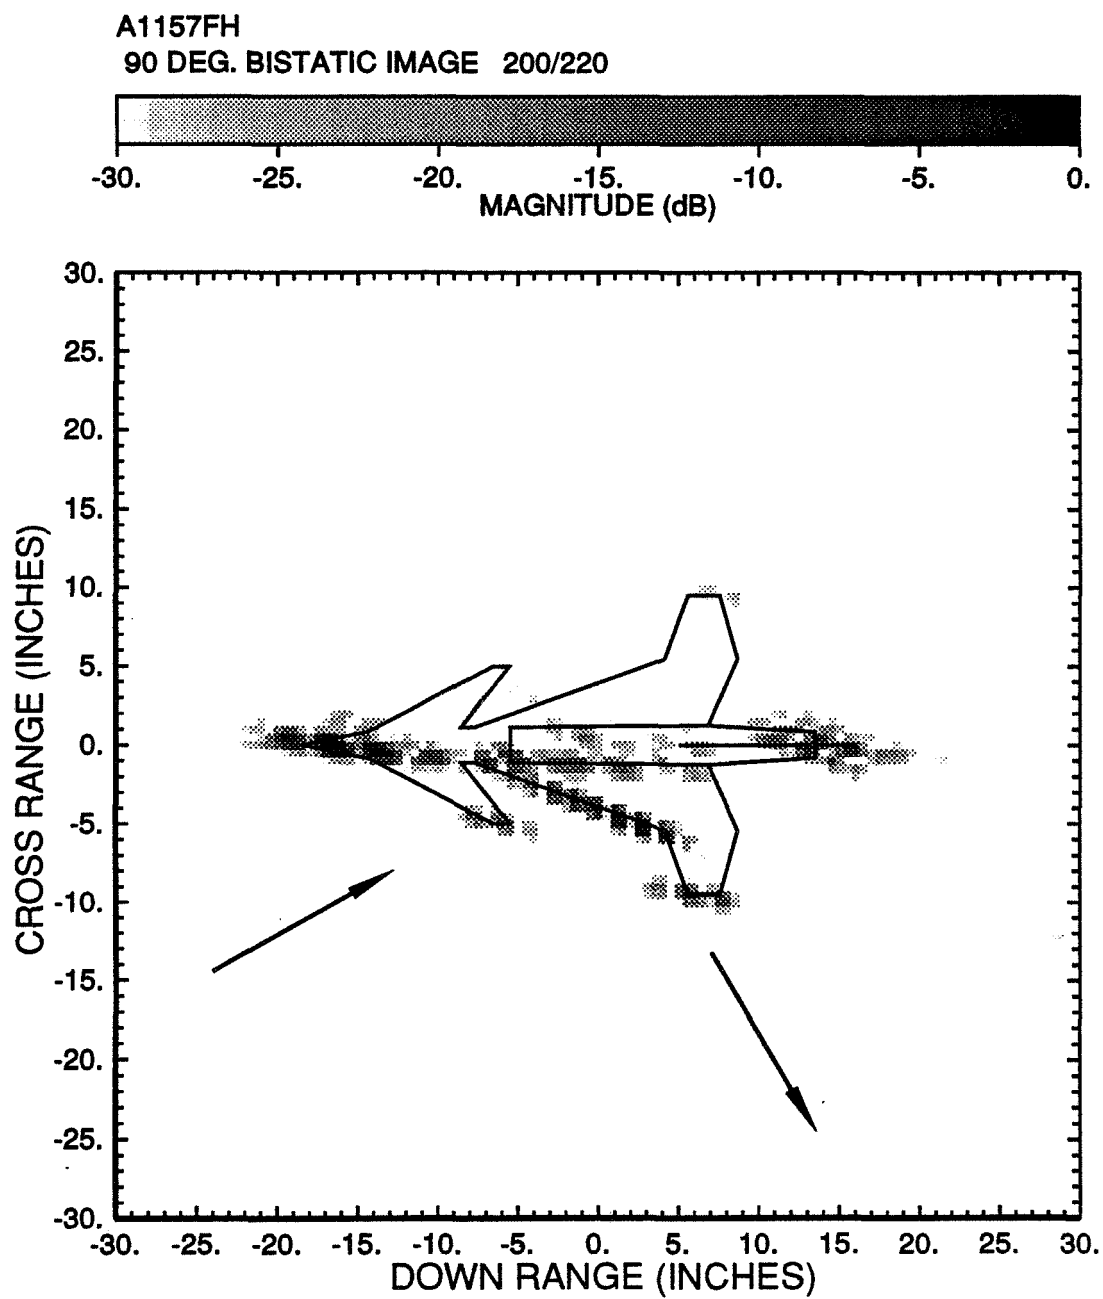 A1157FH
90 DEG. BISTATIC IMAGE 200/220
-30. -25. -20. -15. -10. -5. 0.
MAGNITUDE (dB)
30.
25.
20.
15.
10.
5.
0.
-5.
-10.
-15.
-20.
-25.
-30.
CROSS RANGE (INCHES)
-30. -25. -20. -15. -10. -5. 0. 5. 10. 15. 20. 25. 30.
DOWN RANGE (INCHES)